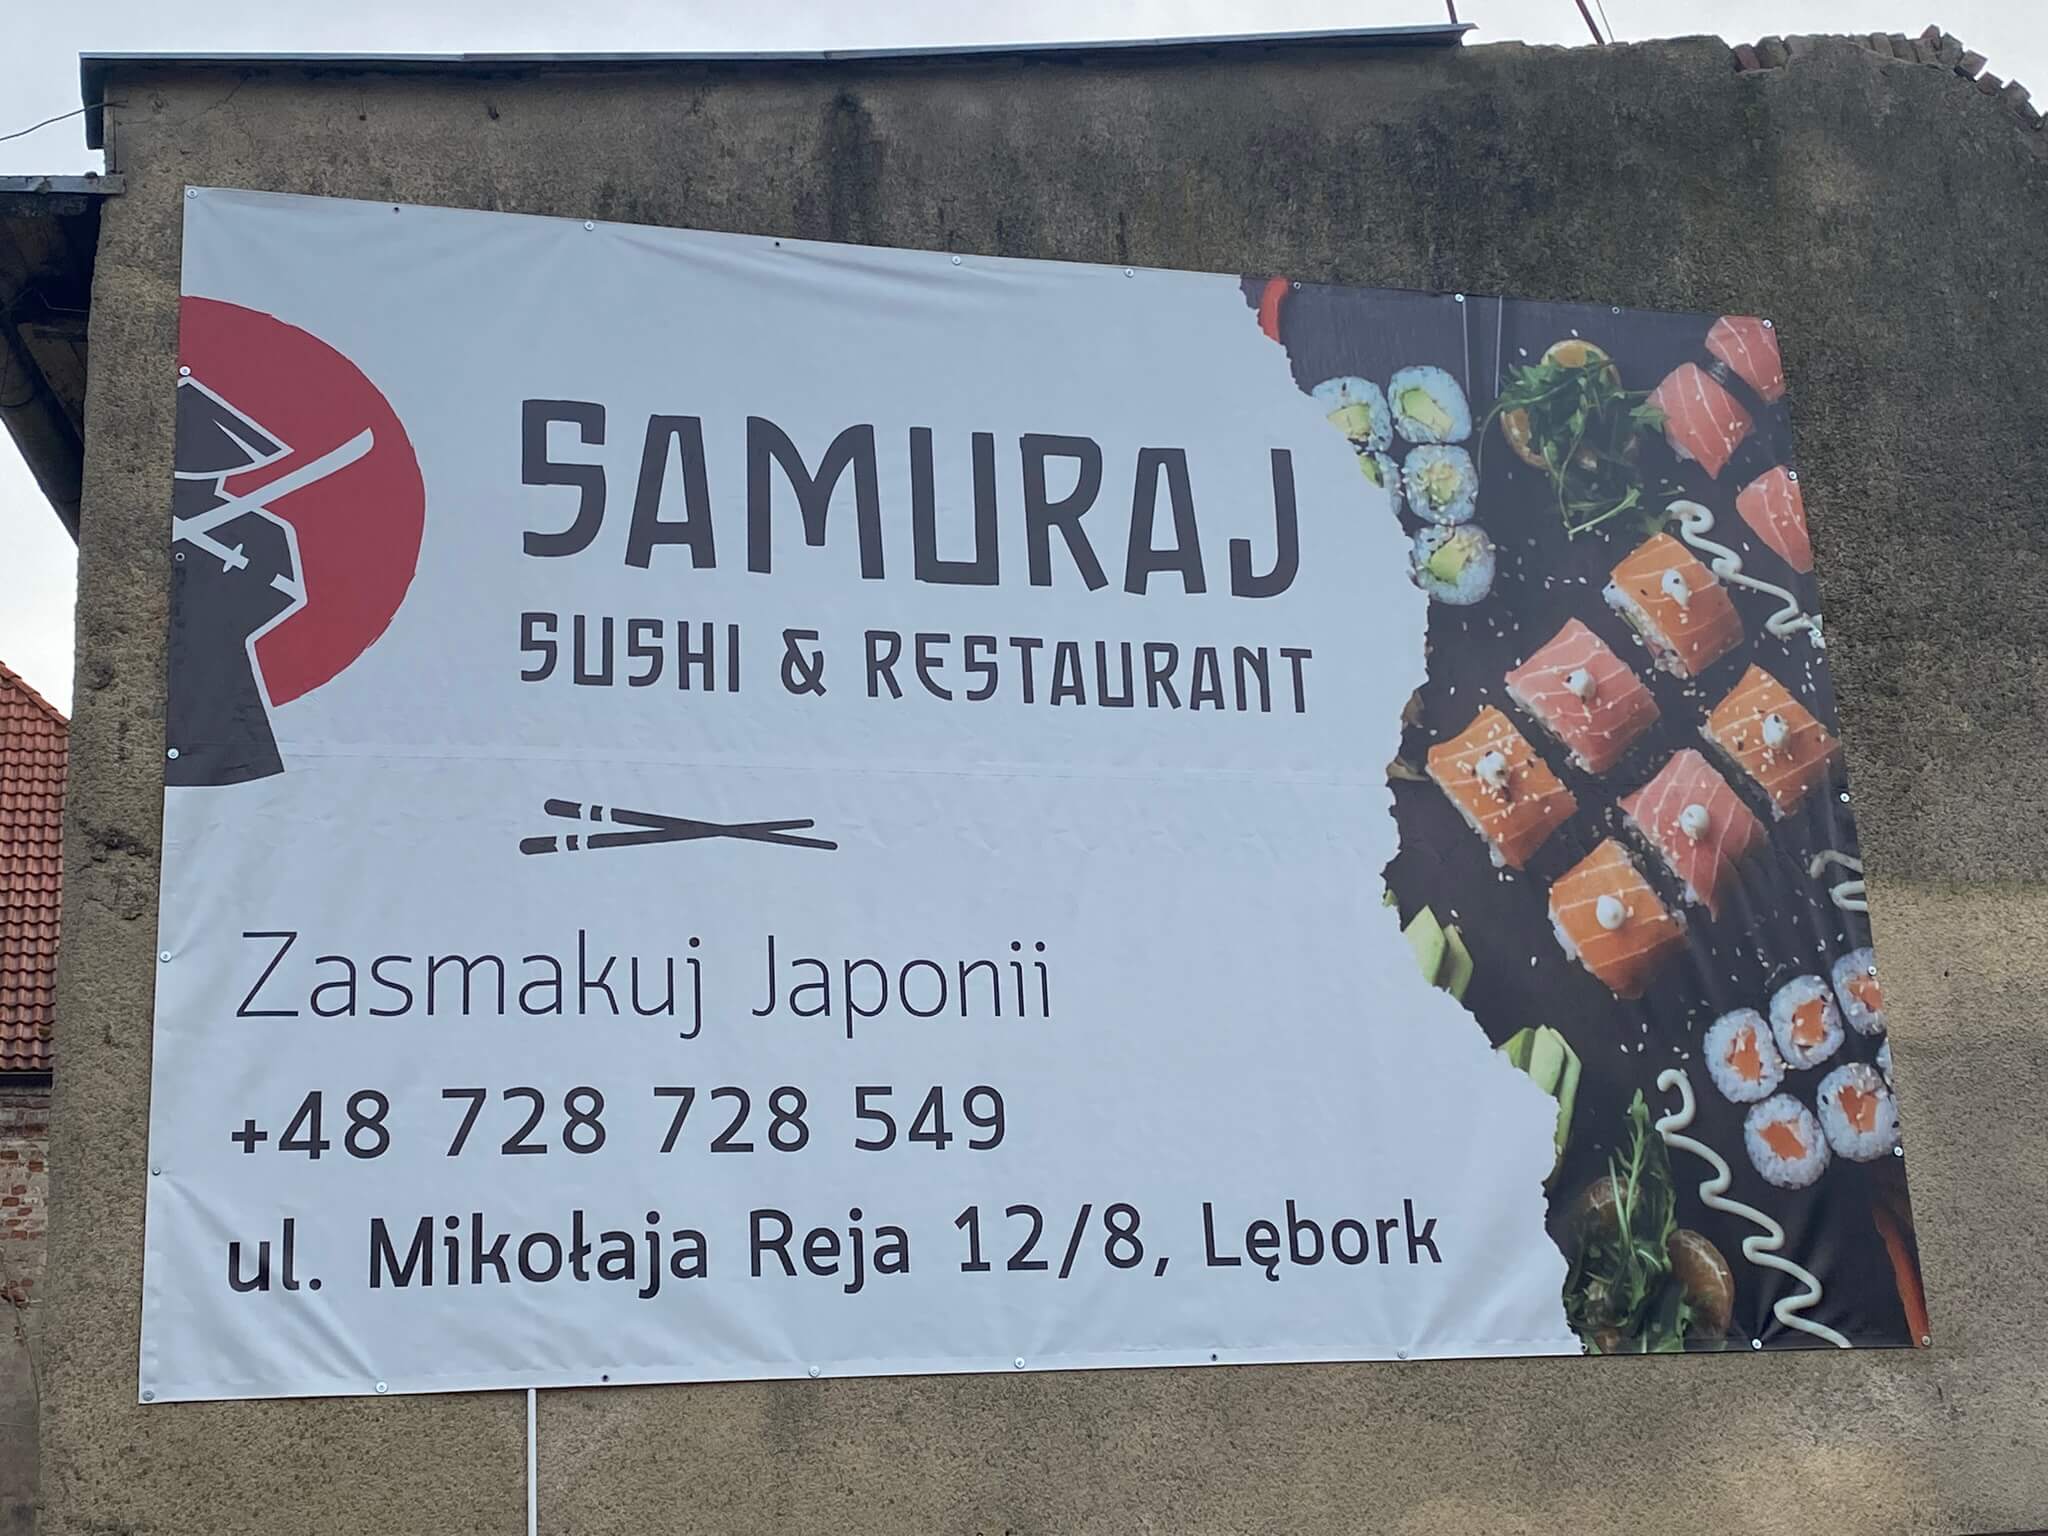 SAMURAJ
SUSHI & RESTAURANT
Zasmakuj Japonii
+48 728 728 549
ul. Mikołaja Reja 12/8, Lębork